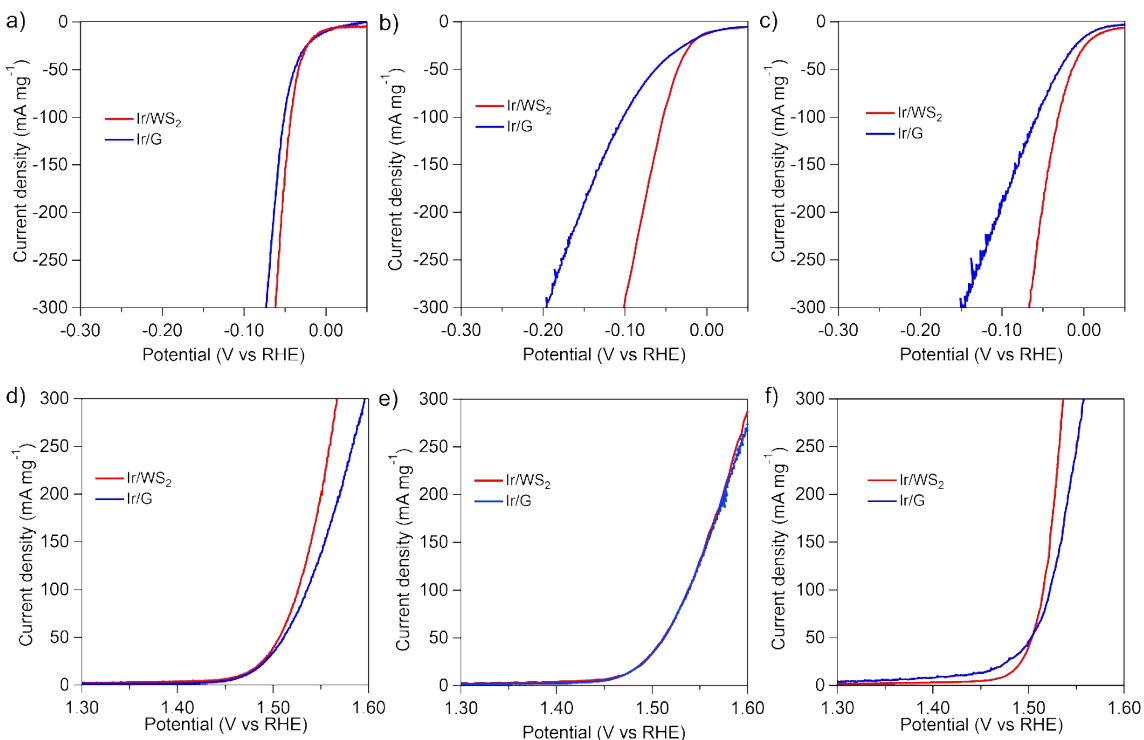 a)
0
-50
-100
-150
-200
-250
-300
Current density (mA mg⁻¹)
Ir/WS₂
Ir/G
-0.30
-0.20
-0.10
0.00
Potential (V vs RHE)
b)
0
-50
-100
-150
-200
-250
-300
Current density (mA mg⁻¹)
Ir/WS₂
Ir/G
-0.30
-0.20
-0.10
0.00
Potential (V vs RHE)
c)
0
-50
-100
-150
-200
-250
-300
Current density (mA mg⁻¹)
Ir/WS₂
Ir/G
-0.30
-0.20
-0.10
0.00
Potential (V vs RHE)
d)
300
250
200
150
100
50
0
Current density (mA mg⁻¹)
Ir/WS₂
Ir/G
1.30
1.40
1.50
1.60
Potential (V vs RHE)
e)
300
250
200
150
100
50
0
Current density (mA mg⁻¹)
Ir/WS₂
Ir/G
1.30
1.40
1.50
1.60
Potential (V vs RHE)
f)
300
250
200
150
100
50
0
Current density (mA mg⁻¹)
Ir/WS₂
Ir/G
1.30
1.40
1.50
1.60
Potential (V vs RHE)